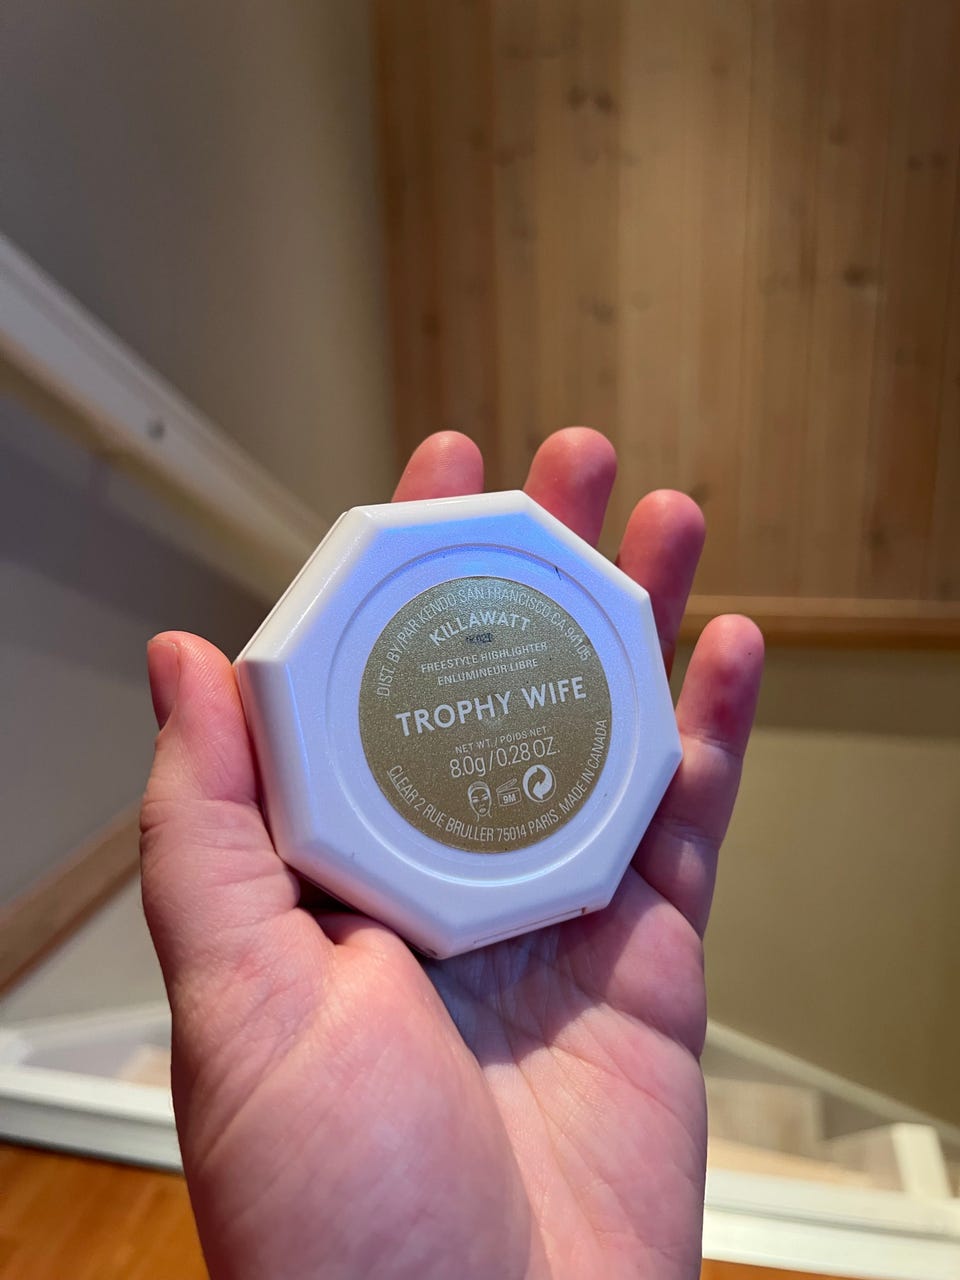 DIST. BY/PAR KENDO SAN FRANCISCO, CA 94105
KILLAWATT
FREESTYLE HIGHLIGHTER
ENLUMINEUR LIBRE
TROPHY WIFE
NET WT. / POIDS NET
8.0g / 0.28 OZ.
9M
CLEAR 2 RUE BRULLER 75014 PARIS. MADE IN CANADA